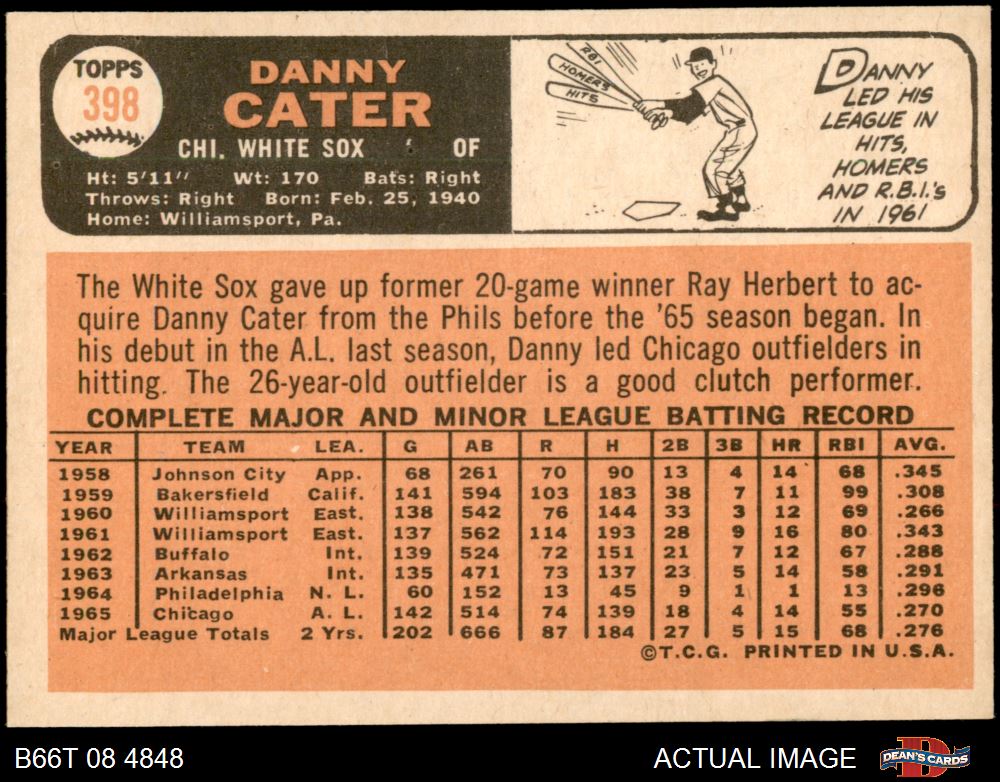 TOPPS
398
DANNY
CATER
CHI. WHITE SOX OF
Ht: 5'11" Wt: 170 Bats: Right
Throws: Right Born: Feb. 25, 1940
Home: Williamsport, Pa.
RBI
HOMERS
HITS
DANNY
LED HIS
LEAGUE IN
HITS,
HOMERS
AND R.B.I.'s
IN 1961
The White Sox gave up former 20-game winner Ray Herbert to ac-
quire Danny Cater from the Phils before the '65 season began. In
his debut in the A.L. last season, Danny led Chicago outfielders in
hitting. The 26-year-old outfielder is a good clutch performer.
COMPLETE MAJOR AND MINOR LEAGUE BATTING RECORD
YEAR TEAM LEA. G AB R H 2B 3B HR RBI AVG.
1958 Johnson City App. 68 261 70 90 13 4 14 68 .345
1959 Bakersfield Calif. 141 594 103 183 38 7 11 99 .308
1960 Williamsport East. 138 542 76 144 33 3 12 69 .266
1961 Williamsport East. 137 562 114 193 28 9 16 80 .343
1962 Buffalo Int. 139 524 72 151 21 7 12 67 .288
1963 Arkansas Int. 135 471 73 137 23 5 14 58 .291
1964 Philadelphia N. L. 60 152 13 45 9 1 1 13 .296
1965 Chicago A. L. 142 514 74 139 18 4 14 55 .270
Major League Totals 2 Yrs. 202 666 87 184 27 5 15 68 .276
©T.C.G. PRINTED IN U.S.A.
B66T 08 4848 ACTUAL IMAGE DEAN'S CARDS